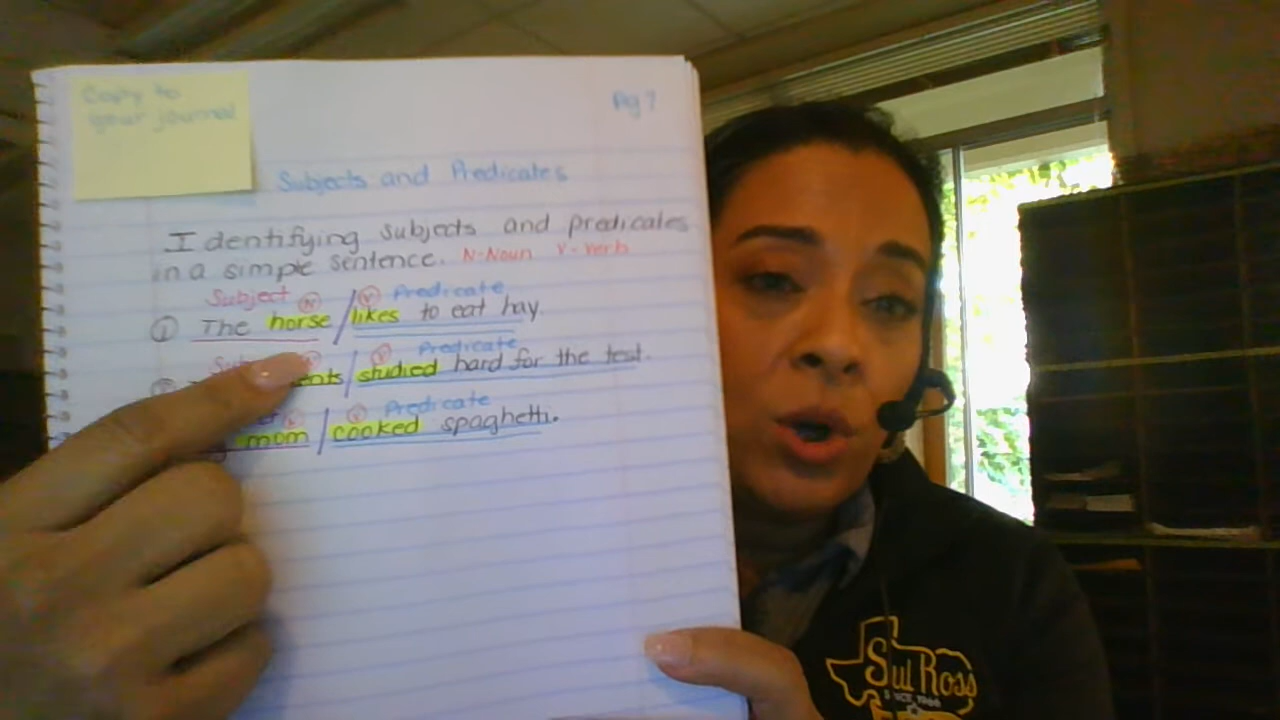 Copy to
your journal
pg 7
Subjects and Predicates
Identifying subjects and predicates
in a simple sentence. N-Noun V-Verb
Subject N V Predicate
① The horse / likes to eat hay.
V Predicate
ents / studied hard for the test.
V Predicate
mom / cooked spaghetti.
Sul Ross